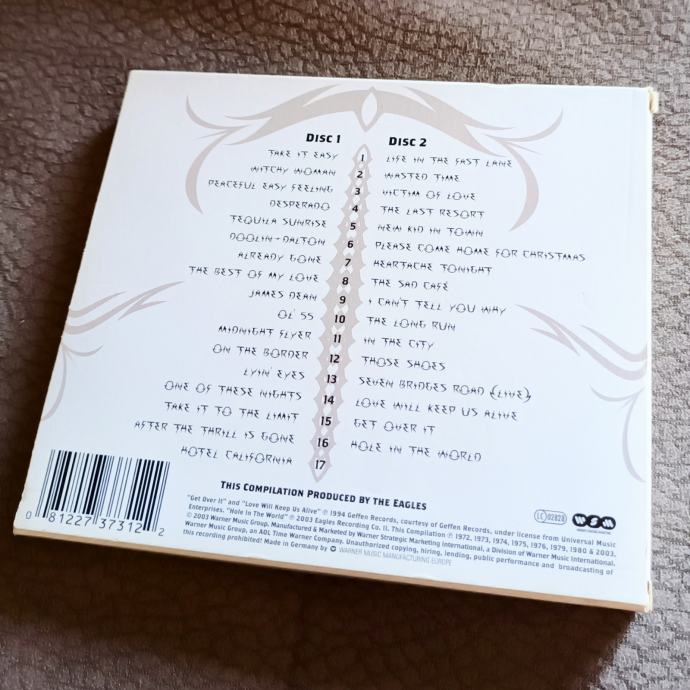 DISC 1 DISC 2
TAKE IT EASY 1 LIFE IN THE FAST LANE
WITCHY WOMAN 2 WASTED TIME
PEACEFUL EASY FEELING 3 VICTIM OF LOVE
DESPERADO 4 THE LAST RESORT
TEQUILA SUNRISE 5 NEW KID IN TOWN
DOOLIN-DALTON 6 PLEASE COME HOME FOR CHRISTMAS
ALREADY GONE 7 HEARTACHE TONIGHT
THE BEST OF MY LOVE 8 THE SAD CAFÉ
JAMES DEAN 9 I CAN'T TELL YOU WHY
OL' 55 10 THE LONG RUN
MIDNIGHT FLYER 11 IN THE CITY
ON THE BORDER 12 THOSE SHOES
LYIN' EYES 13 SEVEN BRIDGES ROAD (LIVE)
ONE OF THESE NIGHTS 14 LOVE WILL KEEP US ALIVE
TAKE IT TO THE LIMIT 15 GET OVER IT
AFTER THE THRILL IS GONE 16 HOLE IN THE WORLD
HOTEL CALIFORNIA 17
THIS COMPILATION PRODUCED BY THE EAGLES
"Get Over It" and "Love Will Keep Us Alive" ℗ 1994 Geffen Records, courtesy of Geffen Records, under license from Universal Music
Enterprises. "Hole In The World" ℗ 2003 Eagles Recording Co. II. This Compilation ℗ 1972, 1973, 1974, 1975, 1976, 1979, 1980 & 2003,
© 2003 Warner Music Group, Manufactured & Marketed by Warner Strategic Marketing International, a Division of Warner Music International.
Warner Music Group, an AOL Time Warner Company. Unauthorized copying, hiring, lending, public performance and broadcasting of
this recording prohibited! Made in Germany by WARNER MUSIC MANUFACTURING EUROPE
0 81227 37312 2
LC 02828
WSM